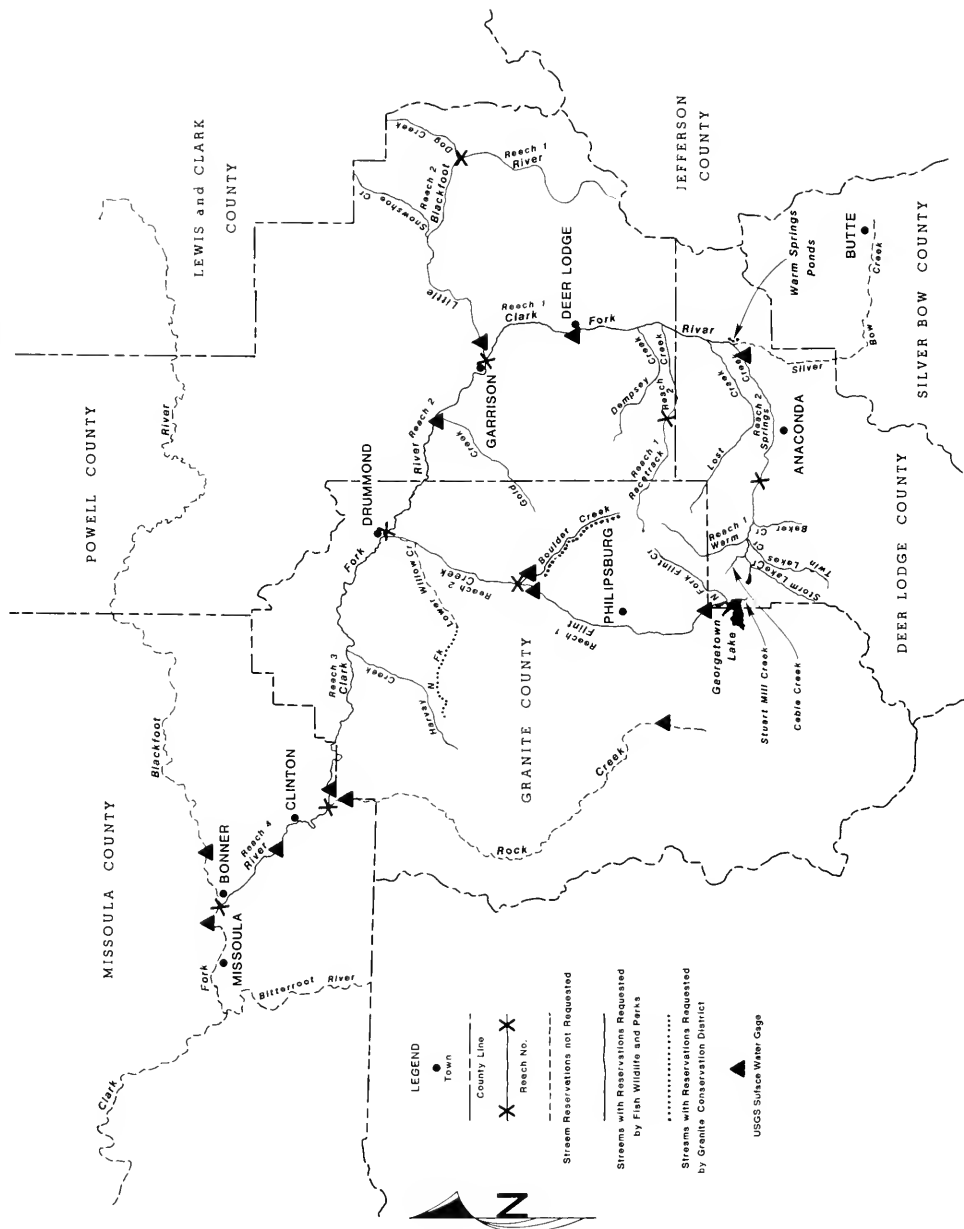 MISSOULA COUNTY
POWELL COUNTY
LEWIS and CLARK
COUNTY
Blackfoot
River
Clark
Fork
MISSOULA
BONNER
Bitterroot River
Reach 4
River
CLINTON
Reach 3
Clark
Fork
Harvey
Creek
N Fk. Lower Willow Cr
DRUMMOND
River Reach 2
Gold
Creek
GARRISON
Little
Blackfoot
Reach 2
Snowshoe Cr
Dog Creek
Reach 1
River
Reach 1
Clark
Fork
River
DEER LODGE
Dempsey Creek
Reach 1
Racetrack
Reach 2
Creek
Lost
Creek
Reach 1
Warm
Reach 2
Springs
Creek
Warm Springs
Ponds
JEFFERSON
COUNTY
Silver
Bow
Creek
BUTTE
SILVER BOW COUNTY
ANACONDA
Baker Cr
Twin Lakes Cr
Storm Lake Cr
DEER LODGE COUNTY
Cable Creek
Stuart Mill Creek
Georgetown
Lake
N Fork Flint Cr
PHILIPSBURG
Reach 1
Flint
Reach 2
Creek
Boulder Creek
GRANITE COUNTY
Rock
Creek
LEGEND
Town
County Line
Reach No.
Stream Reservations not Requested
Streams with Reservations Requested
by Fish Wildlife and Parks
Streams with Reservations Requested
by Granite Conservation District
USGS Sufsce Water Gage
N